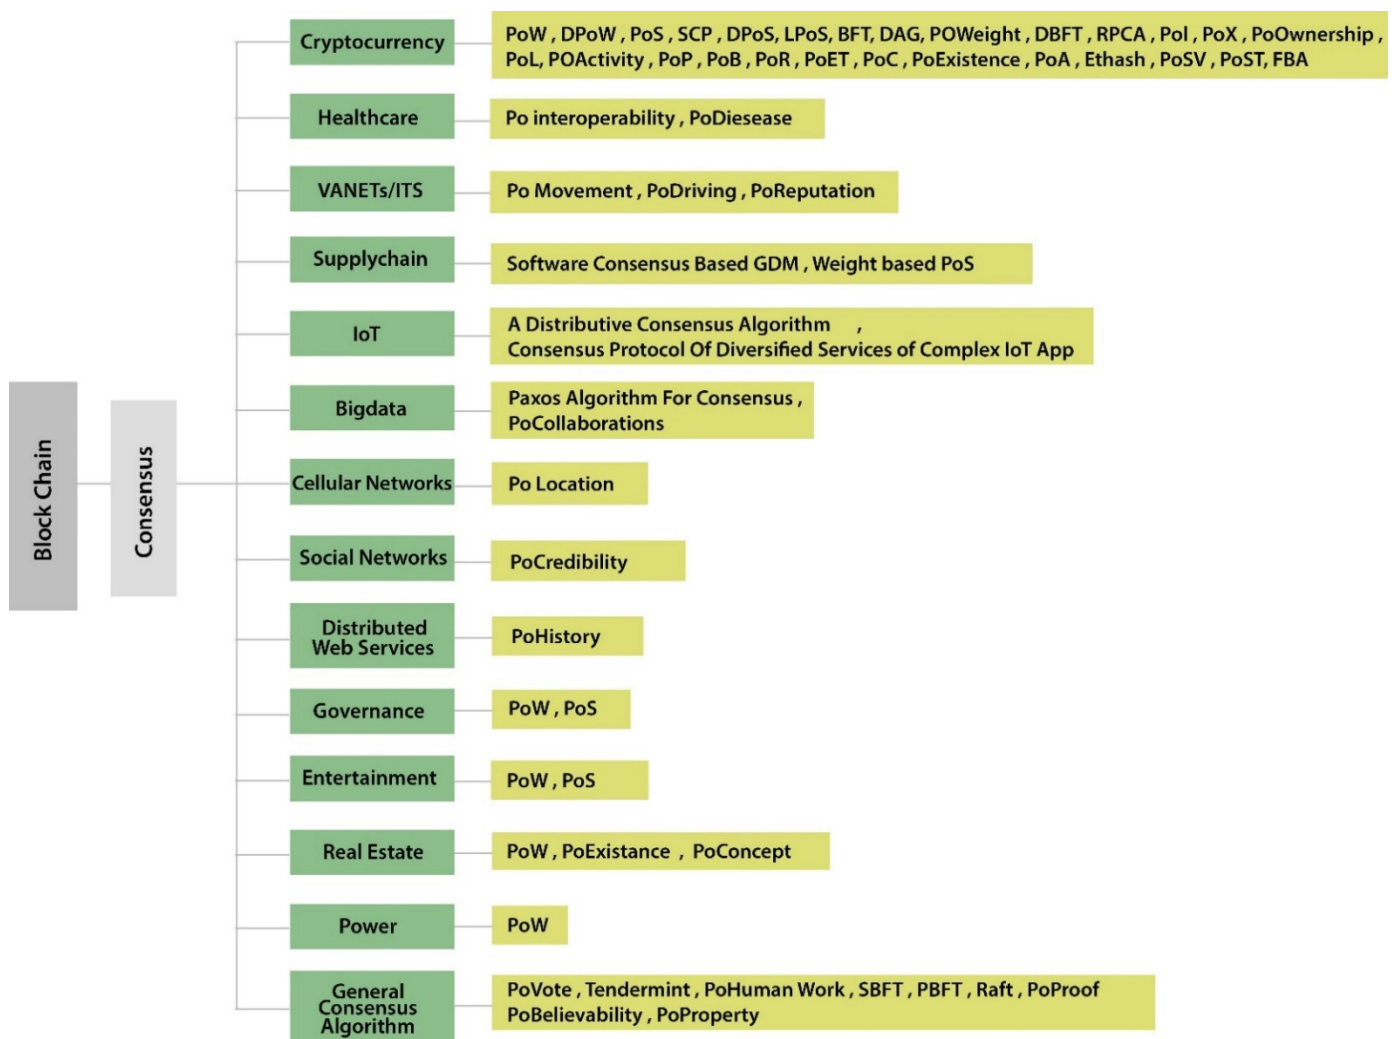 Block Chain
Consensus
Cryptocurrency
PoW , DPoW , PoS , SCP , DPoS, LPoS, BFT, DAG, POWeight , DBFT , RPCA , Pol , PoX , PoOwnership ,
PoL, POActivity , PoP , PoB , PoR , PoET , PoC , PoExistence , PoA , Ethash , PoSV , PoST, FBA
Healthcare
Po interoperability , PoDiesease
VANETs/ITS
Po Movement , PoDriving , PoReputation
Supplychain
Software Consensus Based GDM , Weight based PoS
IoT
A Distributive Consensus Algorithm ,
Consensus Protocol Of Diversified Services of Complex IoT App
Bigdata
Paxos Algorithm For Consensus ,
PoCollaborations
Cellular Networks
Po Location
Social Networks
PoCredibility
Distributed
Web Services
PoHistory
Governance
PoW , PoS
Entertainment
PoW , PoS
Real Estate
PoW , PoExistance , PoConcept
Power
PoW
General
Consensus
Algorithm
PoVote , Tendermint , PoHuman Work , SBFT , PBFT , Raft , PoProof
PoBelievability , PoProperty